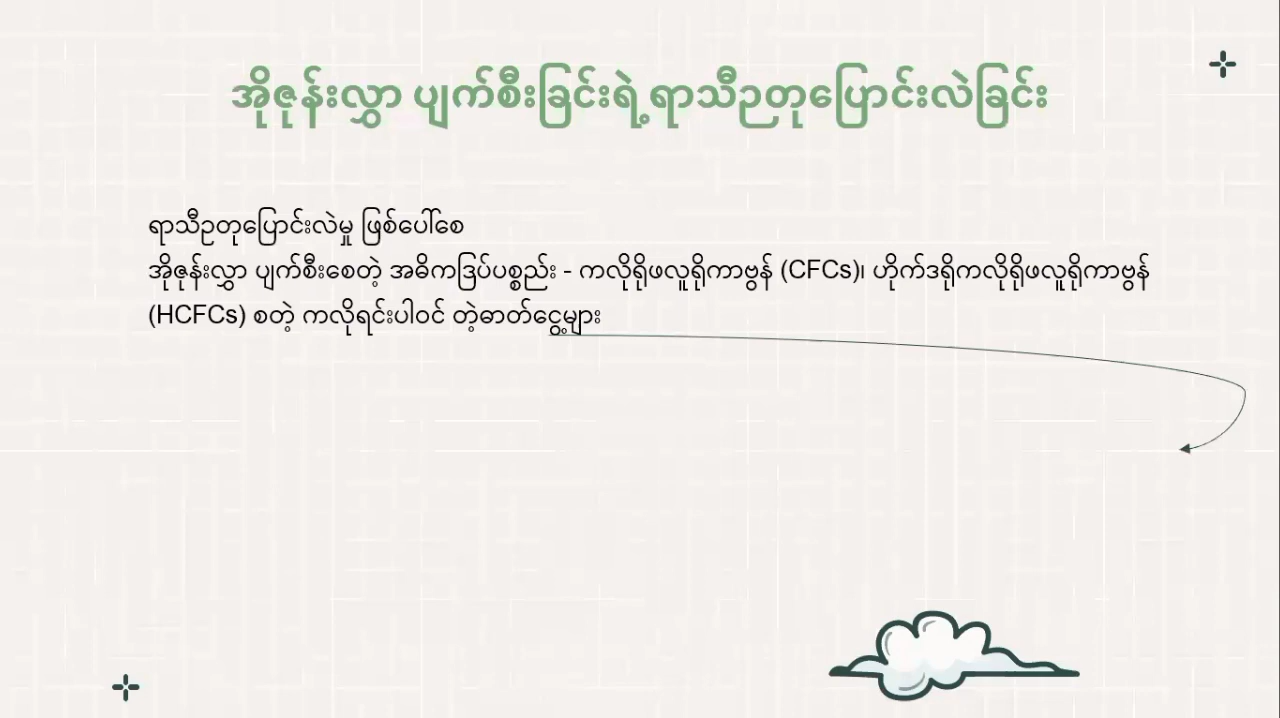 အိုဇုန်းလွှာ ပျက်စီးခြင်းရဲ့ရာသီဥတုပြောင်းလဲခြင်း
ရာသီဥတုပြောင်းလဲမှု ဖြစ်ပေါ်စေ
အိုဇုန်းလွှာ ပျက်စီးစေတဲ့ အဓိကဒြပ်ပစ္စည်း - ကလိုရိုဖလူရိုကာဗွန် (CFCs)၊ ဟိုက်ဒရိုကလိုရိုဖလူရိုကာဗွန်
(HCFCs) စတဲ့ ကလိုရင်းပါဝင် တဲ့ဓာတ်ငွေ့များ